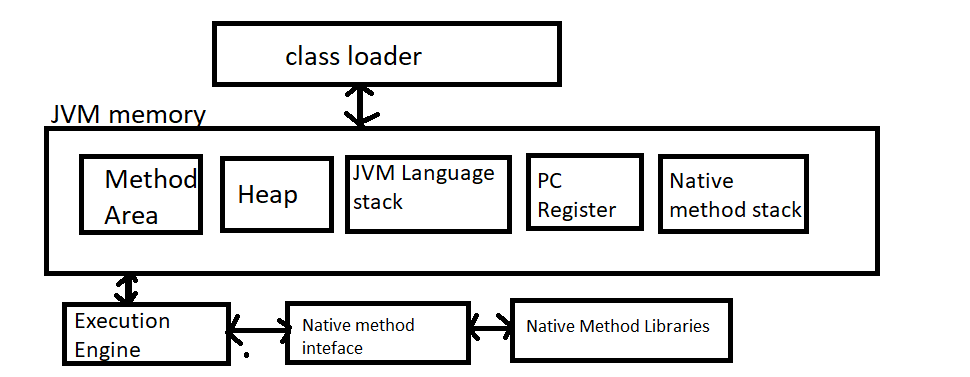 class loader
JVM memory
Method
Area
Heap
JVM Language
stack
PC
Register
Native
method stack
Execution
Engine
Native method
inteface
Native Method Libraries